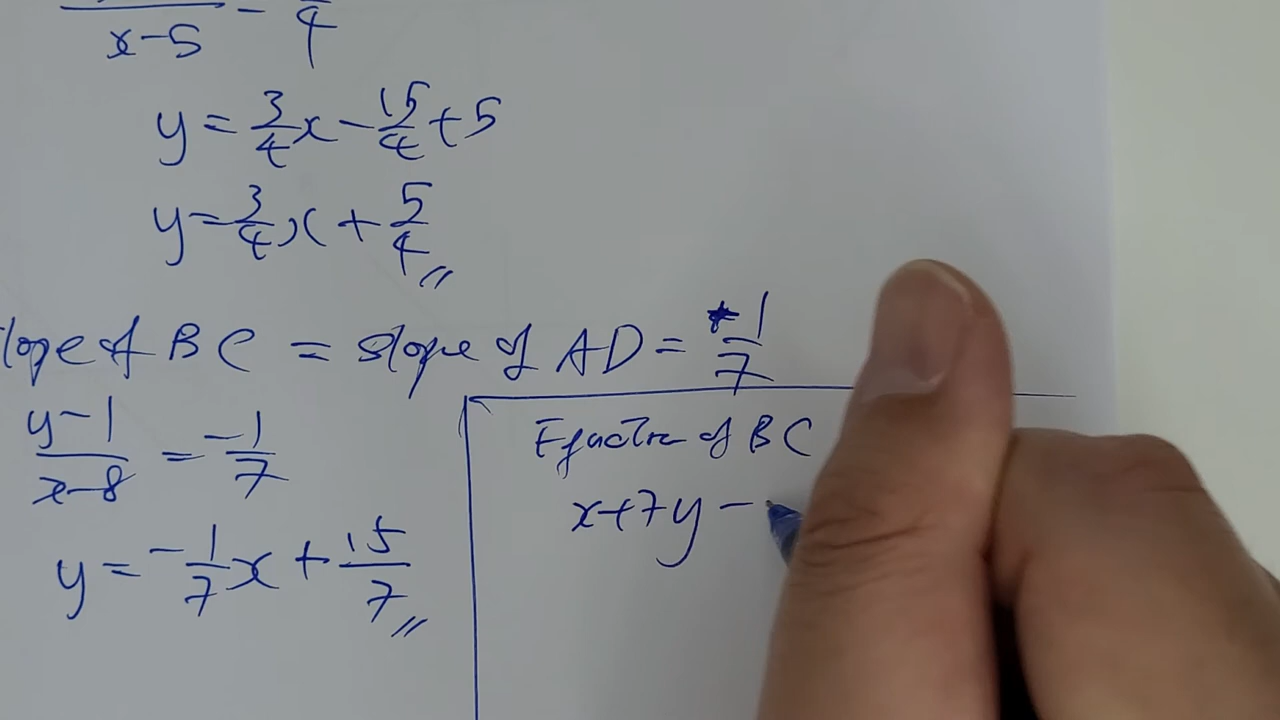 x-5 - 4
y = 3/4 x - 15/4 + 5
y = 3/4 x + 5/4 //
lope of BC = slope of AD = -1/7
y-1/x-8 = -1/7
y = -1/7 x + 15/7 //
Equation of BC
x+7y -